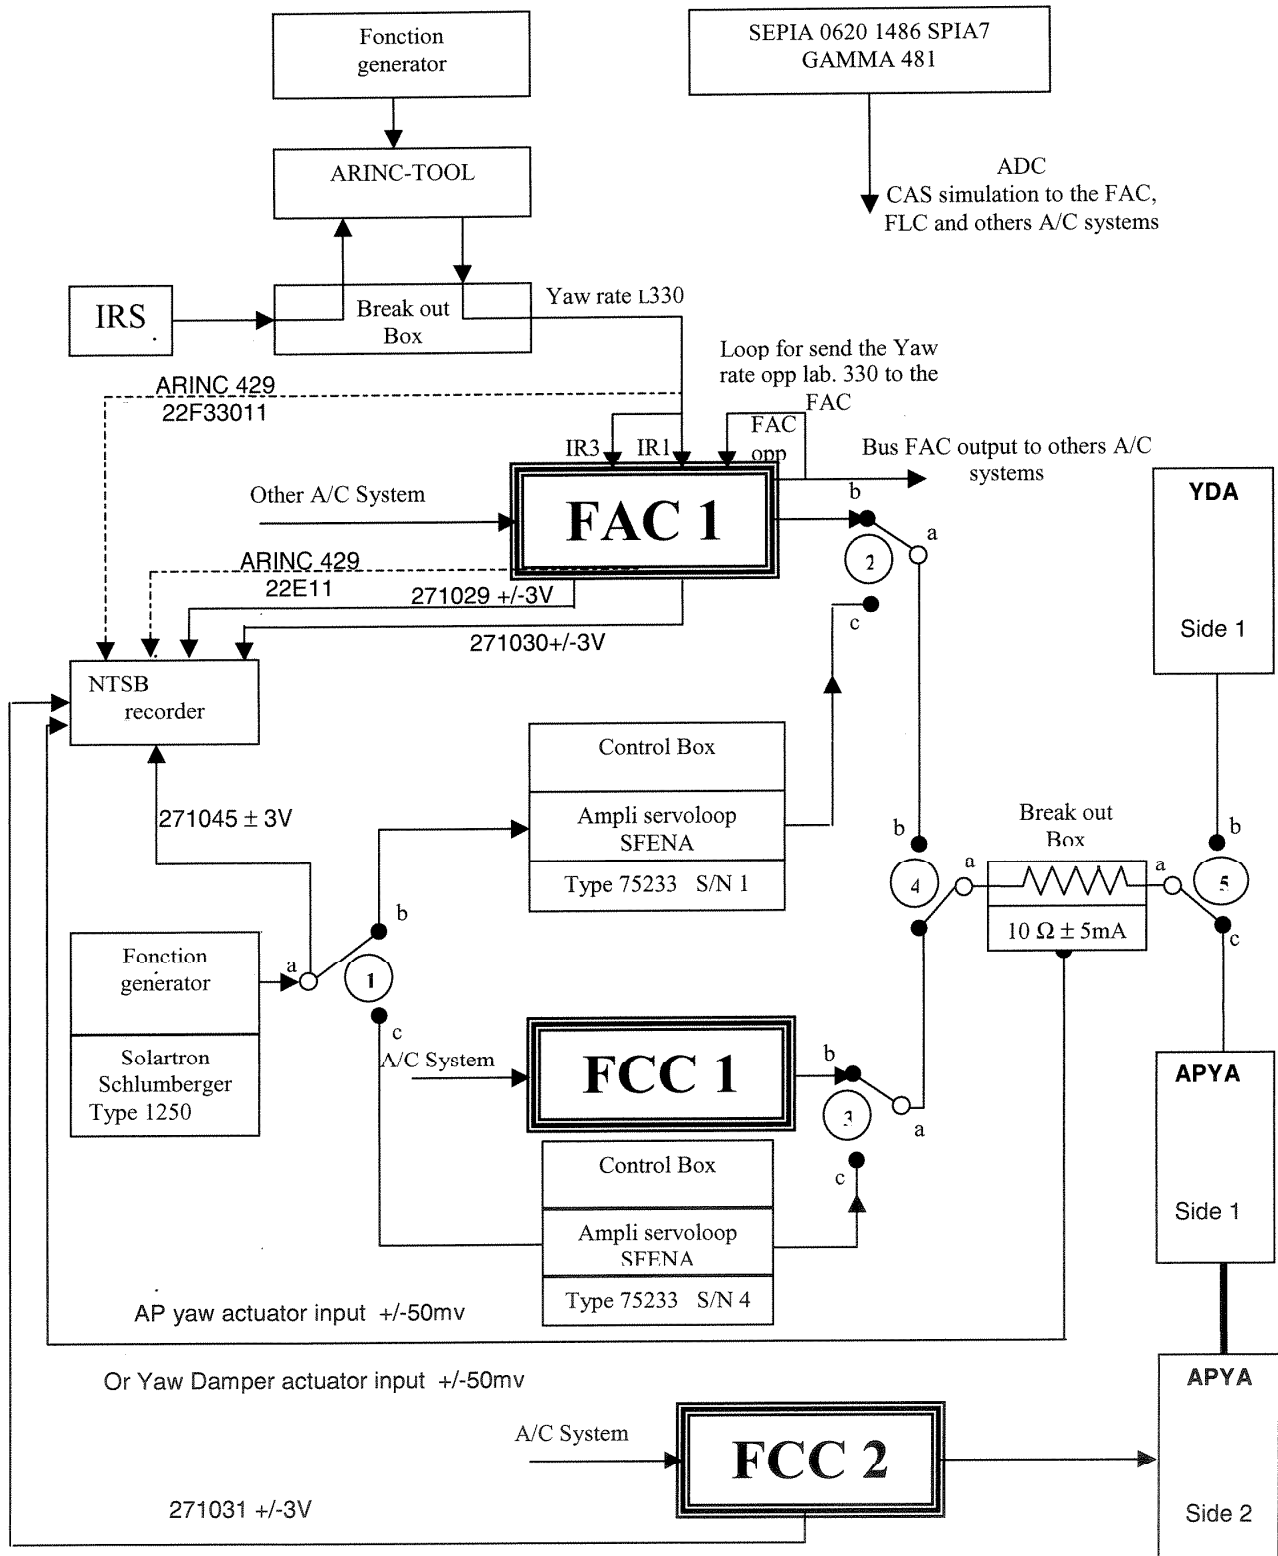 Fonction
generator
SEPIA 0620 1486 SPIA7
GAMMA 481
ARINC-TOOL
ADC
CAS simulation to the FAC,
FLC and others A/C systems
IRS
Break out
Box
Yaw rate L330
Loop for send the Yaw
rate opp lab. 330 to the
FAC
ARINC 429
22F33011
FAC
opp
IR3
IR1
Bus FAC output to others A/C
systems
Other A/C System
FAC 1
b
a
2
c
YDA
Side 1
ARINC 429
22E11
271029 +/-3V
271030+/-3V
NTSB
recorder
Control Box
Ampli servoloop
SFENA
Type 75233 S/N 1
271045 ± 3V
Break out
Box
b
a
4
a
b
5
c
10 Ω ± 5mA
Fonction
generator
a
b
1
c
Solartron
Schlumberger
Type 1250
A/C System
FCC 1
b
3
a
c
APYA
Side 1
Control Box
Ampli servoloop
SFENA
Type 75233 S/N 4
AP yaw actuator input +/-50mv
Or Yaw Damper actuator input +/-50mv
APYA
Side 2
A/C System
FCC 2
271031 +/-3V